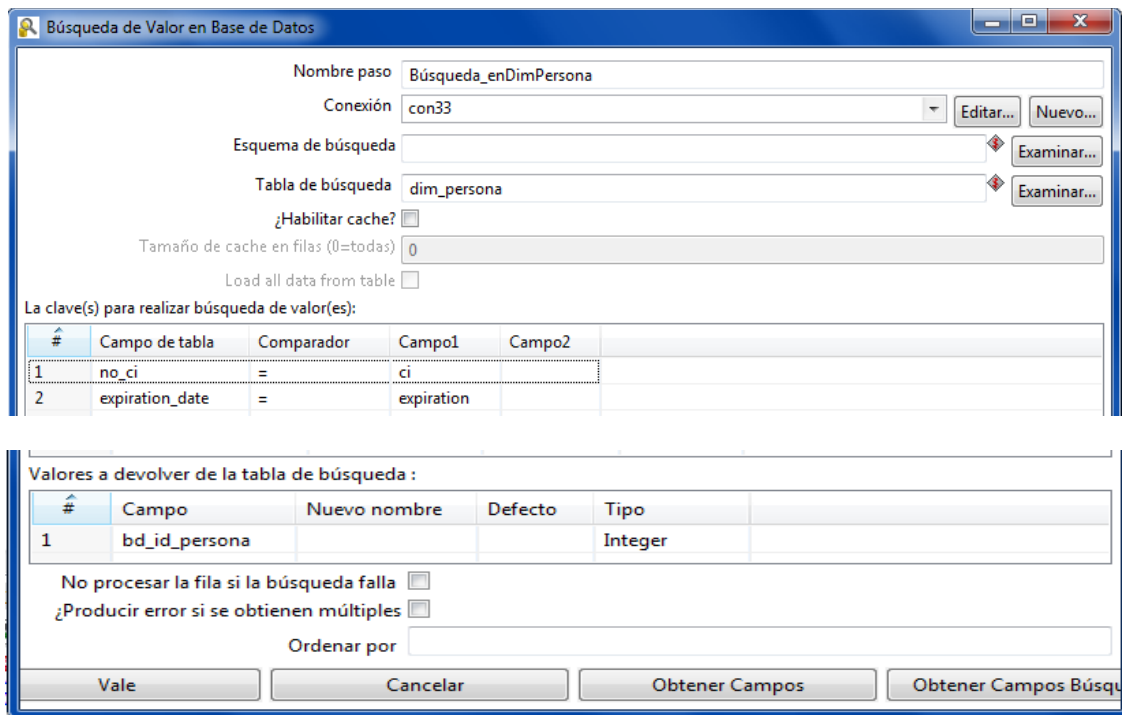 Búsqueda de Valor en Base de Datos
Nombre paso Búsqueda_enDimPersona
Conexión con33 Editar... Nuevo...
Esquema de búsqueda Examinar...
Tabla de búsqueda dim_persona Examinar...
¿Habilitar cache?
Tamaño de cache en filas (0=todas) 0
Load all data from table
La clave(s) para realizar búsqueda de valor(es):
# Campo de tabla Comparador Campo1 Campo2
1 no_ci = ci
2 expiration_date = expiration
Valores a devolver de la tabla de búsqueda :
# Campo Nuevo nombre Defecto Tipo
1 bd_id_persona Integer
No procesar la fila si la búsqueda falla
¿Producir error si se obtienen múltiples
Ordenar por
Vale Cancelar Obtener Campos Obtener Campos Búsqu